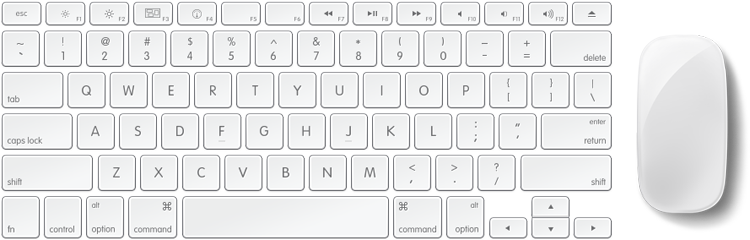 esc F1 F2 F3 F4 F5 F6 F7 F8 F9 F10 F11 F12
~ ! @ # $ % ^ & * ( ) _ +
` 1 2 3 4 5 6 7 8 9 0 - = delete
tab Q W E R T Y U I O P { [ } ] | \
caps lock A S D F G H J K L : ; " ' enter return
shift Z X C V B N M < , > . ? / shift
fn control alt option ⌘ command ⌘ command alt option